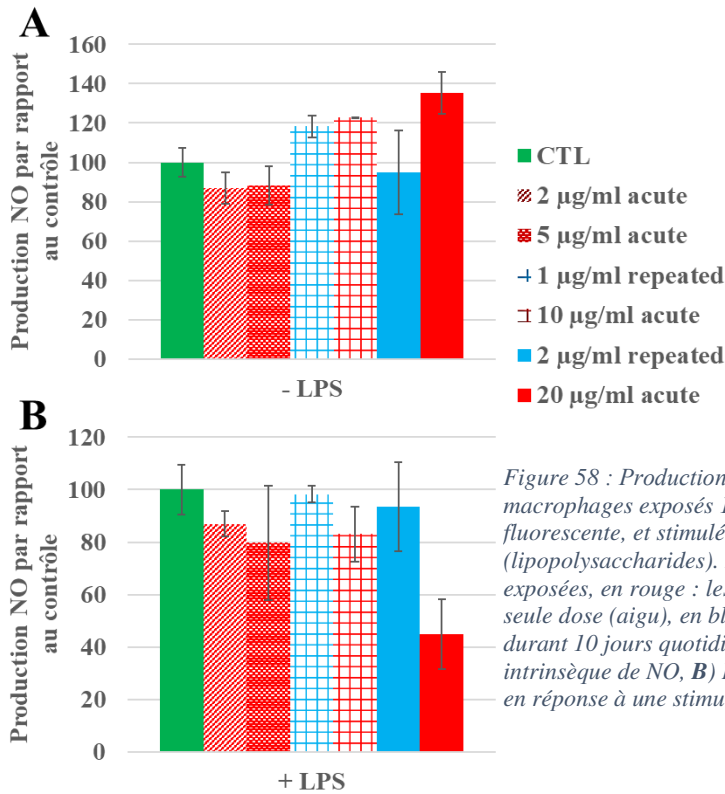 A
Production NO par rapport
au contrôle
160
140
120
100
80
60
40
20
0
- LPS
CTL
2 µg/ml acute
5 µg/ml acute
1 µg/ml repeated
10 µg/ml acute
2 µg/ml repeated
20 µg/ml acute
B
Production NO par rapport
au contrôle
120
100
80
60
40
20
0
+ LPS
Figure 58 : Production
macrophages exposés
fluorescente, et stimulé
(lipopolysaccharides).
exposées, en rouge : le
seule dose (aigu), en bl
durant 10 jours quotidi
intrinsèque de NO, B)
en réponse à une stimu